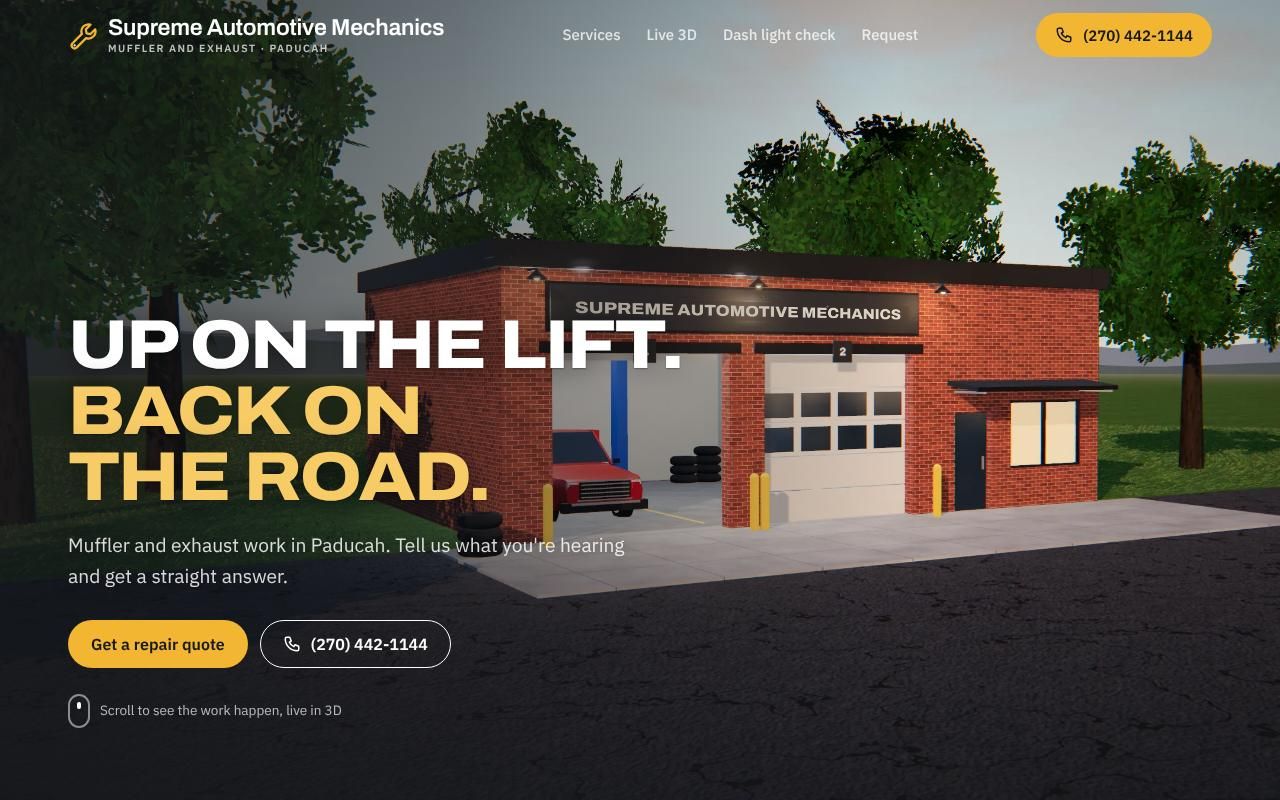 Supreme Automotive Mechanics
MUFFLER AND EXHAUST · PADUCAH
Services
Live 3D
Dash light check
Request
(270) 442-1144
SUPREME AUTOMOTIVE MECHANICS
2
UP ON THE LIFT.
BACK ON
THE ROAD.
Muffler and exhaust work in Paducah. Tell us what you're hearing
and get a straight answer.
Get a repair quote
(270) 442-1144
Scroll to see the work happen, live in 3D